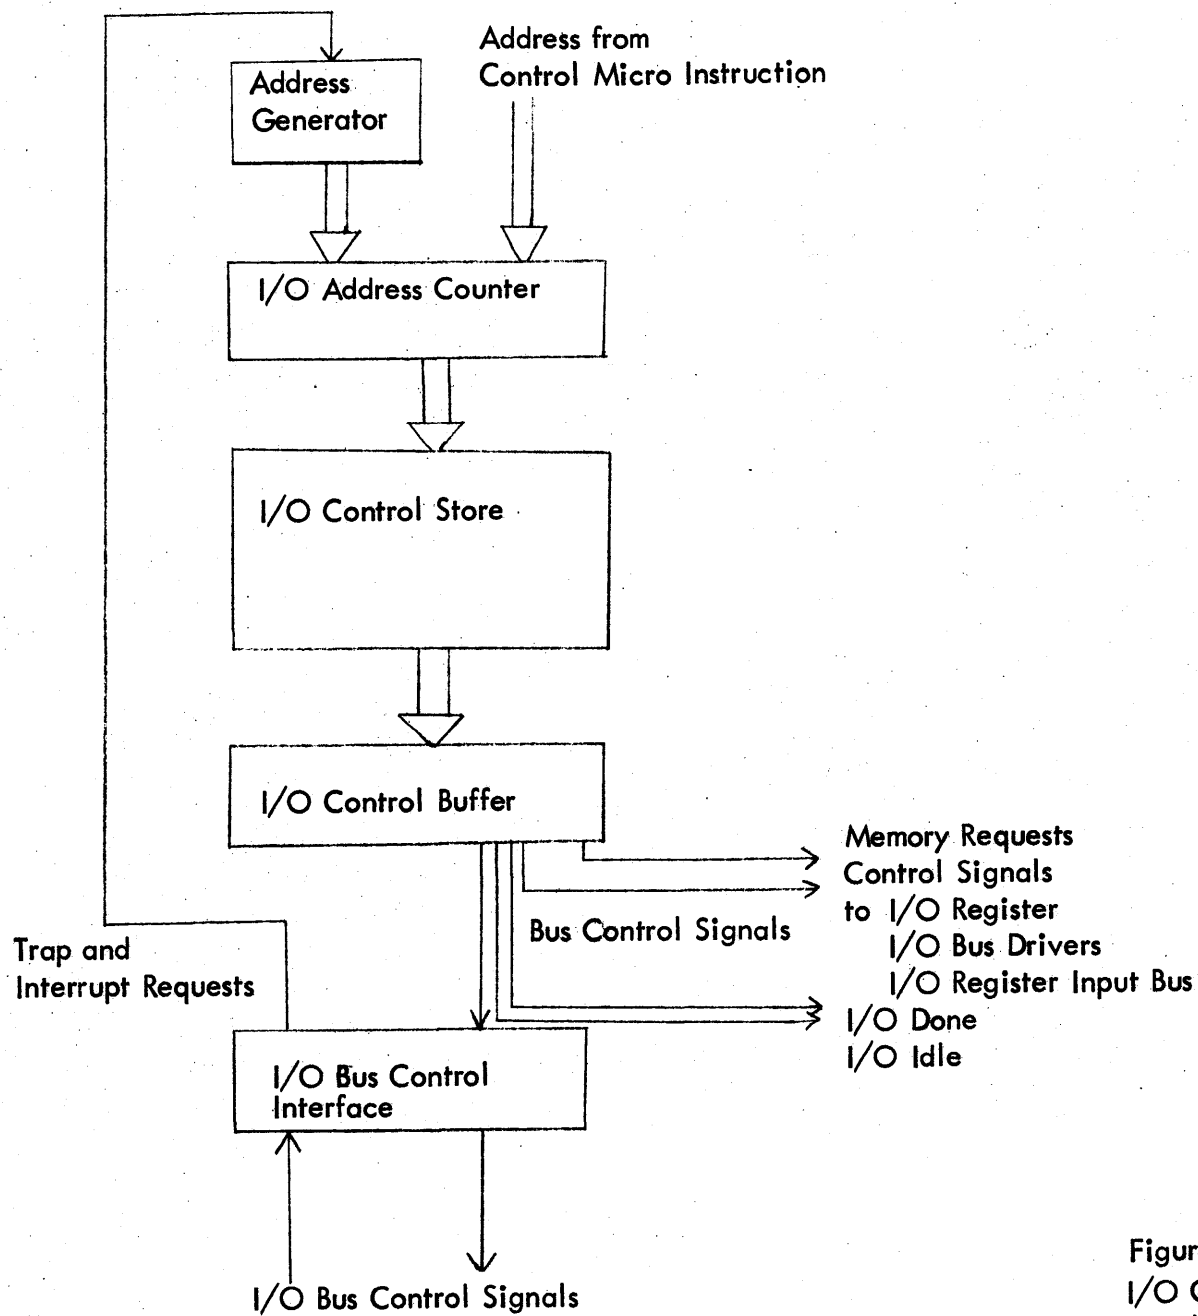 Address from
Control Micro Instruction
Address
Generator
I/O Address Counter
I/O Control Store
I/O Control Buffer
Memory Requests
Control Signals
to I/O Register
I/O Bus Drivers
I/O Register Input Bus
Bus Control Signals
I/O Done
I/O Idle
Trap and
Interrupt Requests
I/O Bus Control
Interface
I/O Bus Control Signals
Figur
I/O